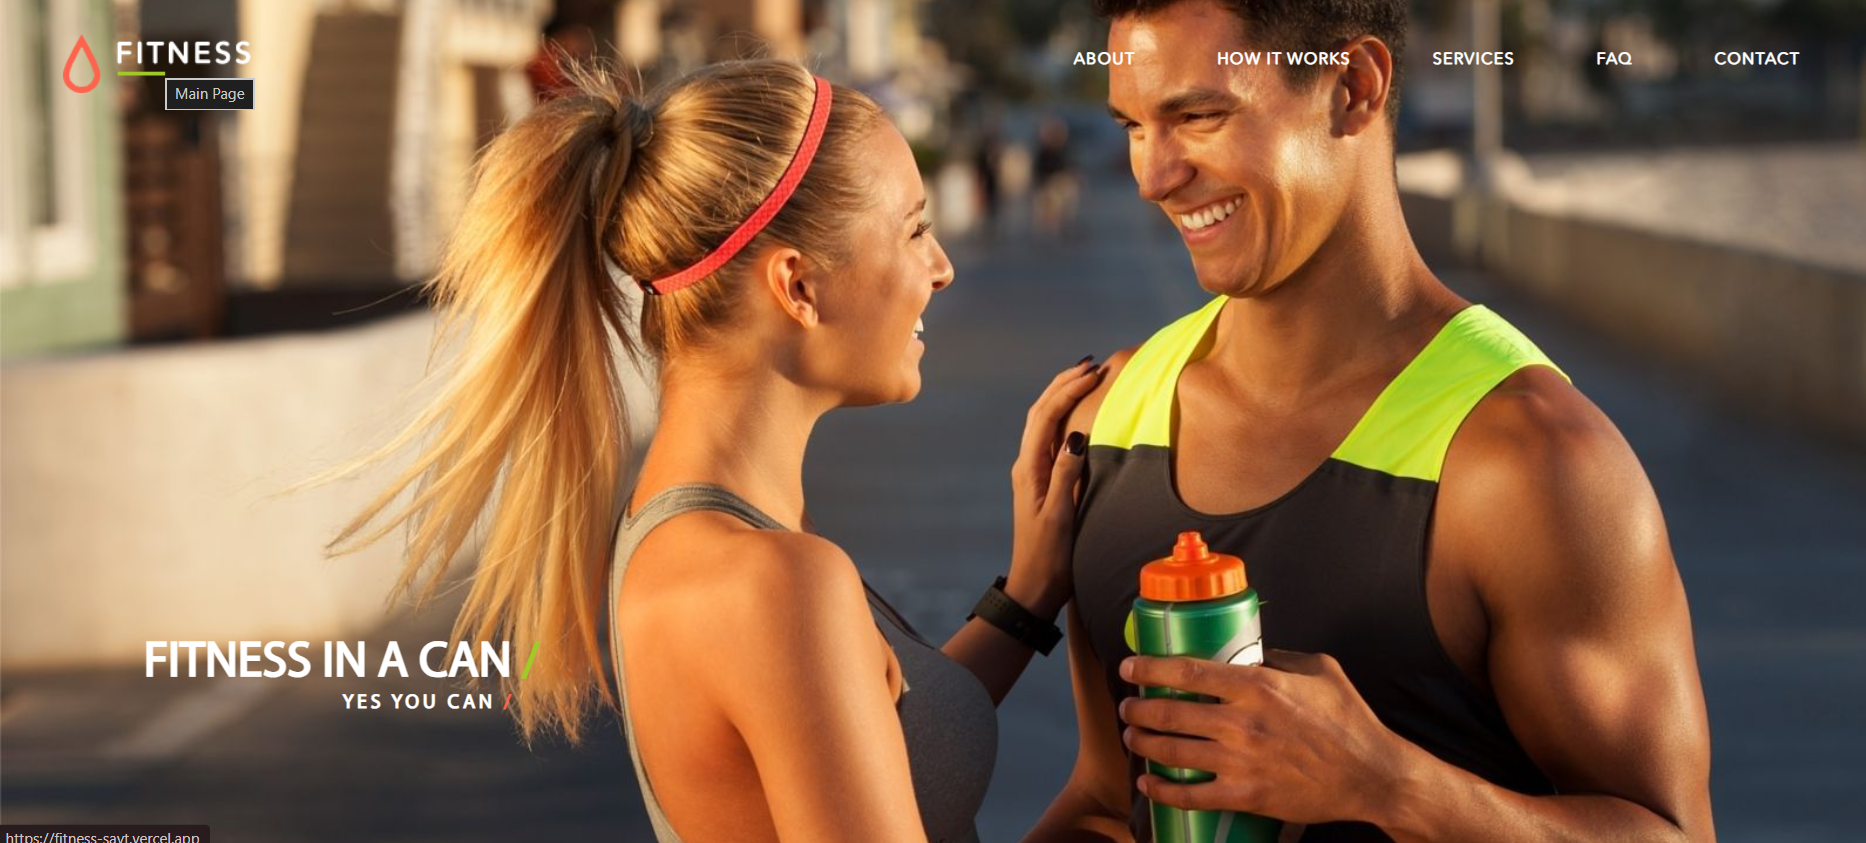 FITNESS
Main Page
ABOUT HOW IT WORKS SERVICES FAQ CONTACT
FITNESS IN A CAN /
YES YOU CAN /
https://fitness-sayt.vercel.app